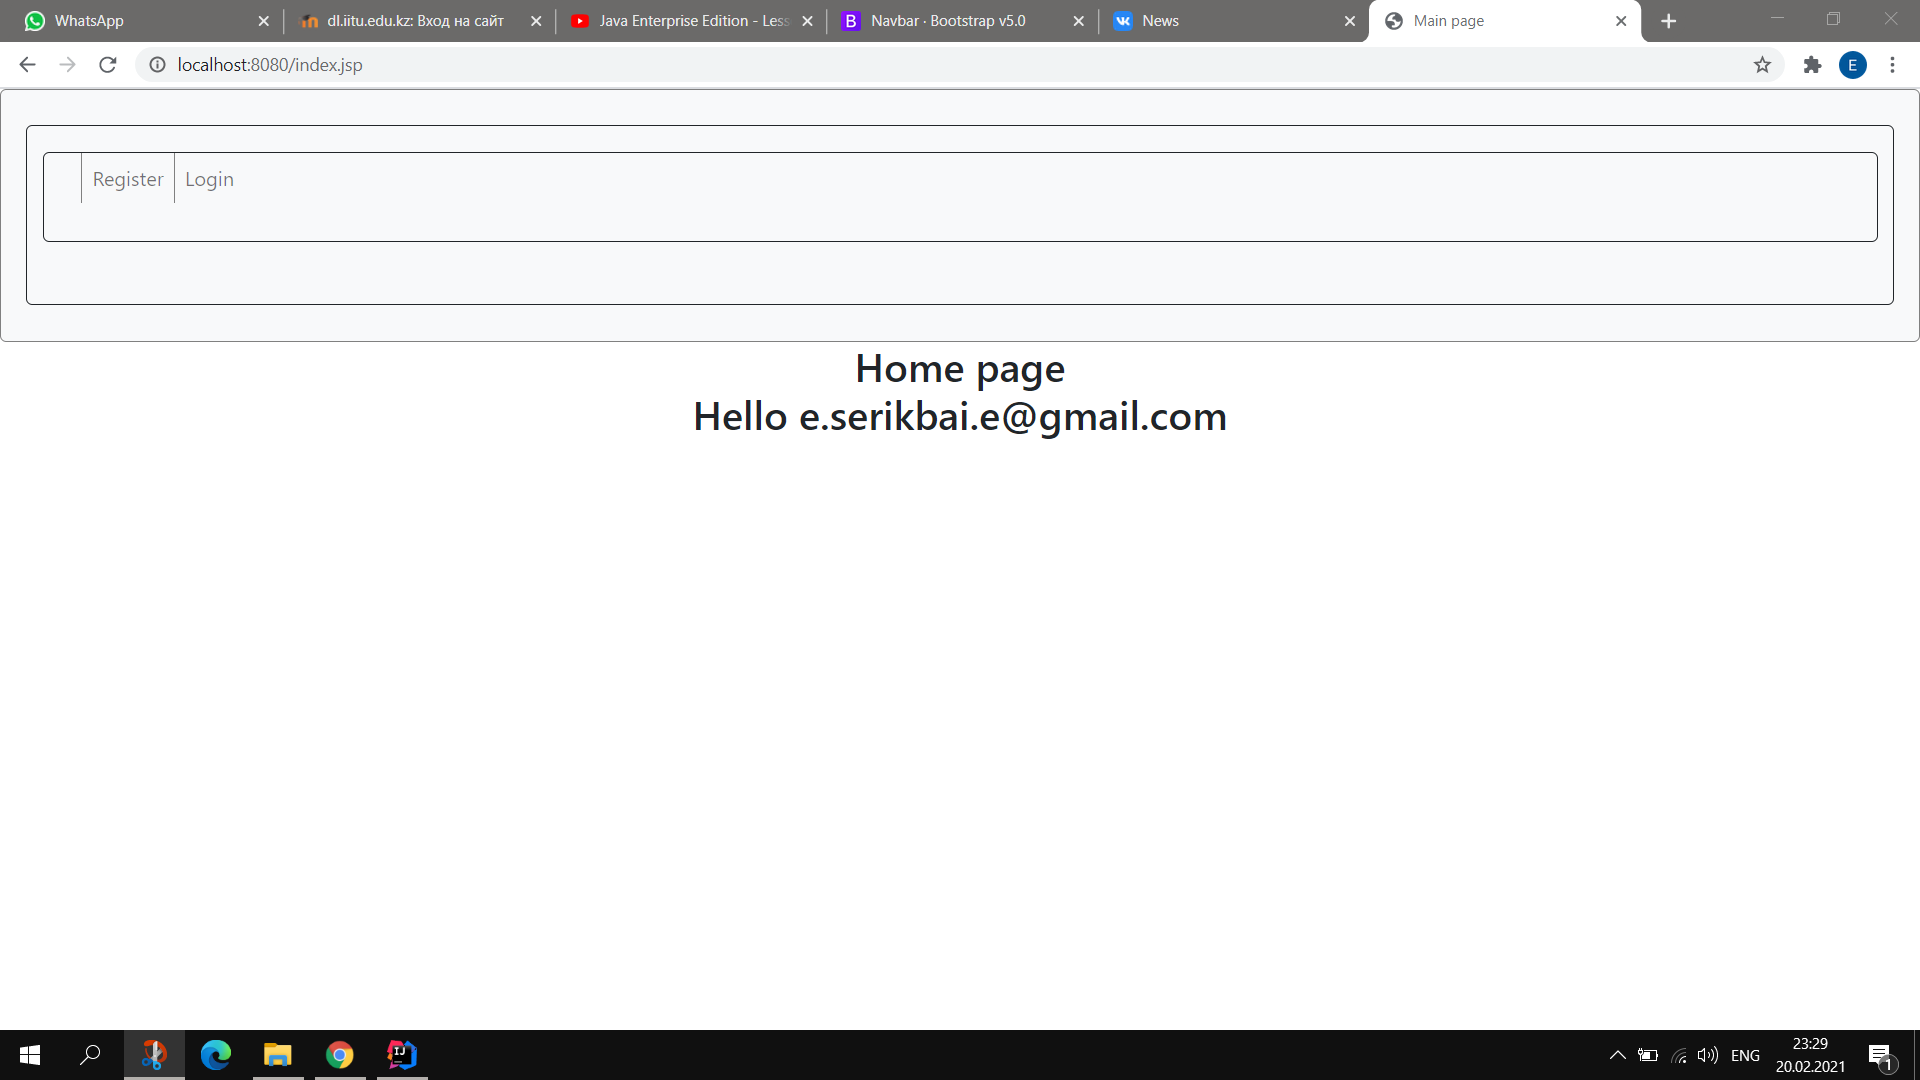 WhatsApp
dl.iitu.edu.kz: Вход на сайт
Java Enterprise Edition - Less
Navbar · Bootstrap v5.0
News
Main page
localhost:8080/index.jsp
E
Register
Login
Home page
Hello e.serikbai.e@gmail.com
ENG
23:29
20.02.2021
1